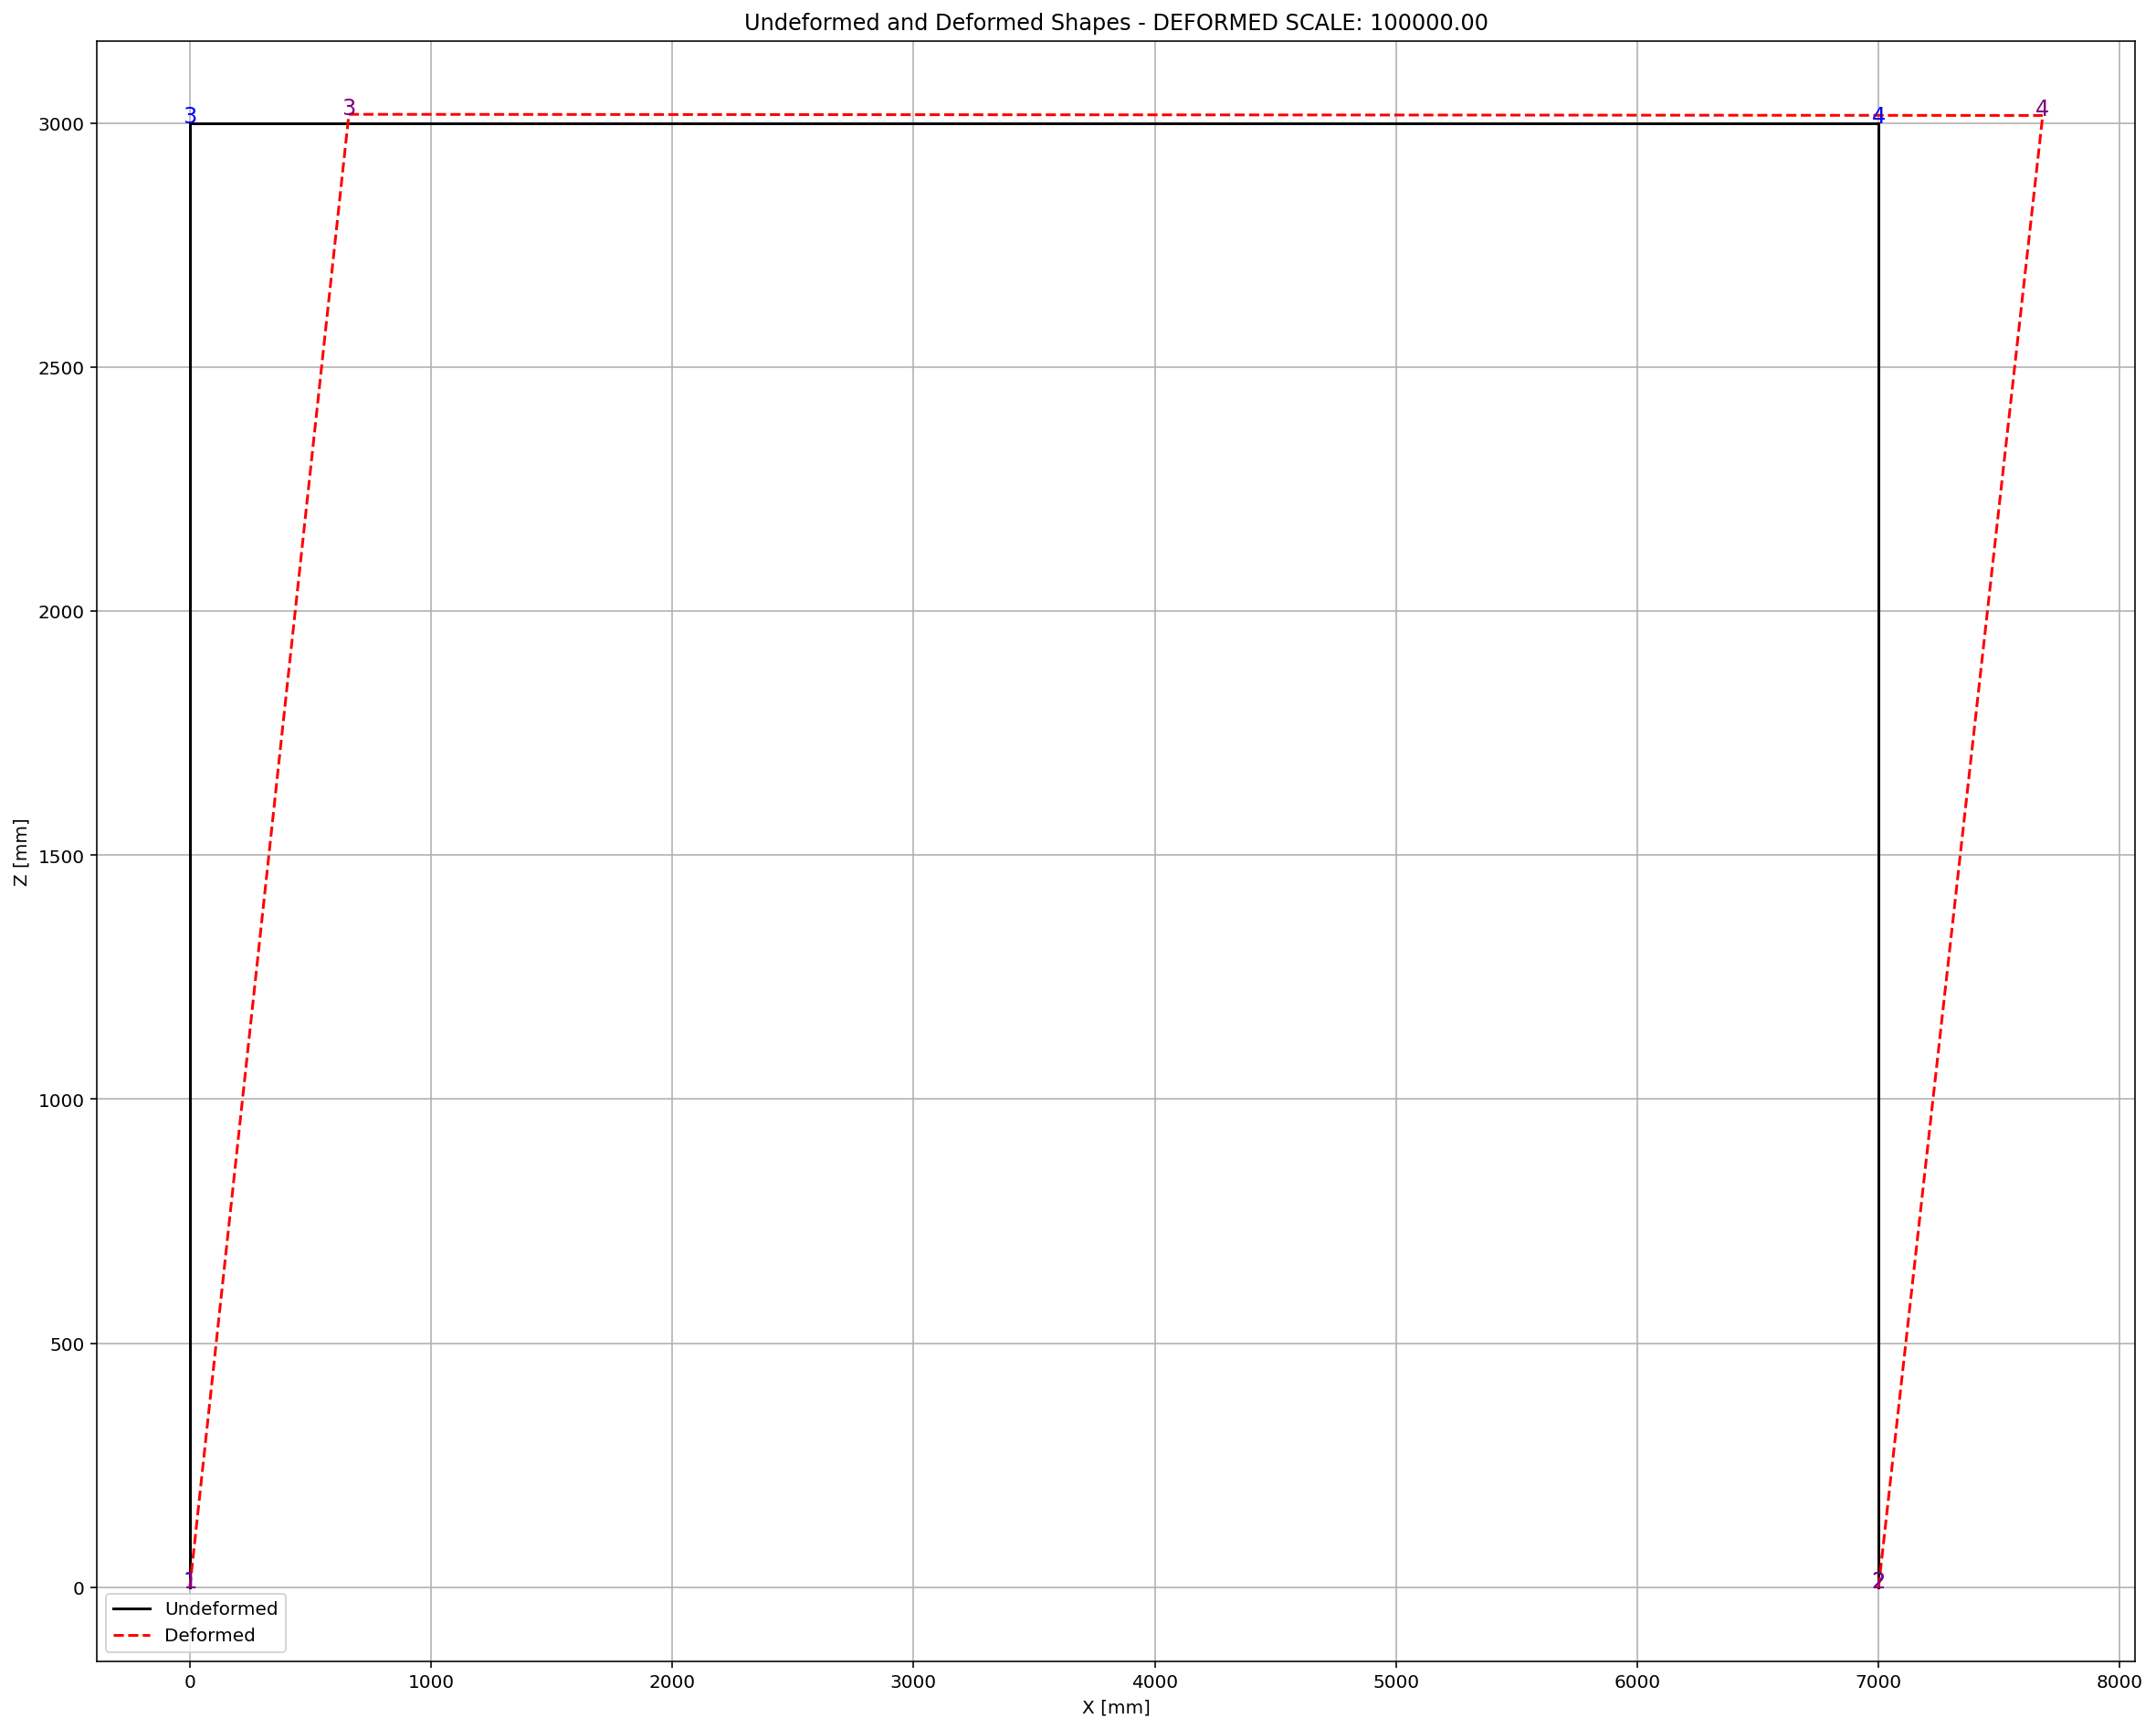 Undeformed and Deformed Shapes - DEFORMED SCALE: 100000.00
3 3 4 4
3000
2500
2000
1500
1000
500
0
Z [mm]
1 2
Undeformed
Deformed
0 1000 2000 3000 4000 5000 6000 7000 8000
X [mm]